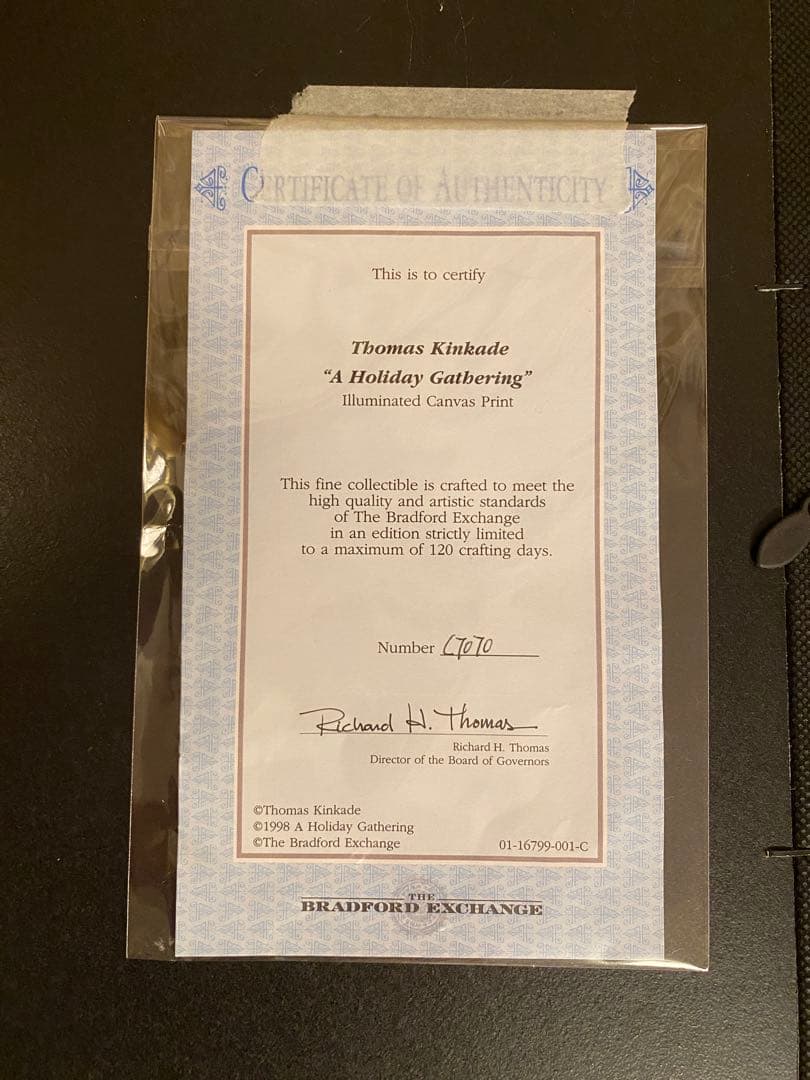 CERTIFICATE OF AUTHENTICITY
This is to certify
Thomas Kinkade
"A Holiday Gathering"
Illuminated Canvas Print
This fine collectible is crafted to meet the
high quality and artistic standards
of The Bradford Exchange
in an edition strictly limited
to a maximum of 120 crafting days.
Number
Richard H. Thomas
Richard H. Thomas
Director of the Board of Governors
©Thomas Kinkade
©1998 A Holiday Gathering
©The Bradford Exchange
01-16799-001-C
THE
BRADFORD EXCHANGE